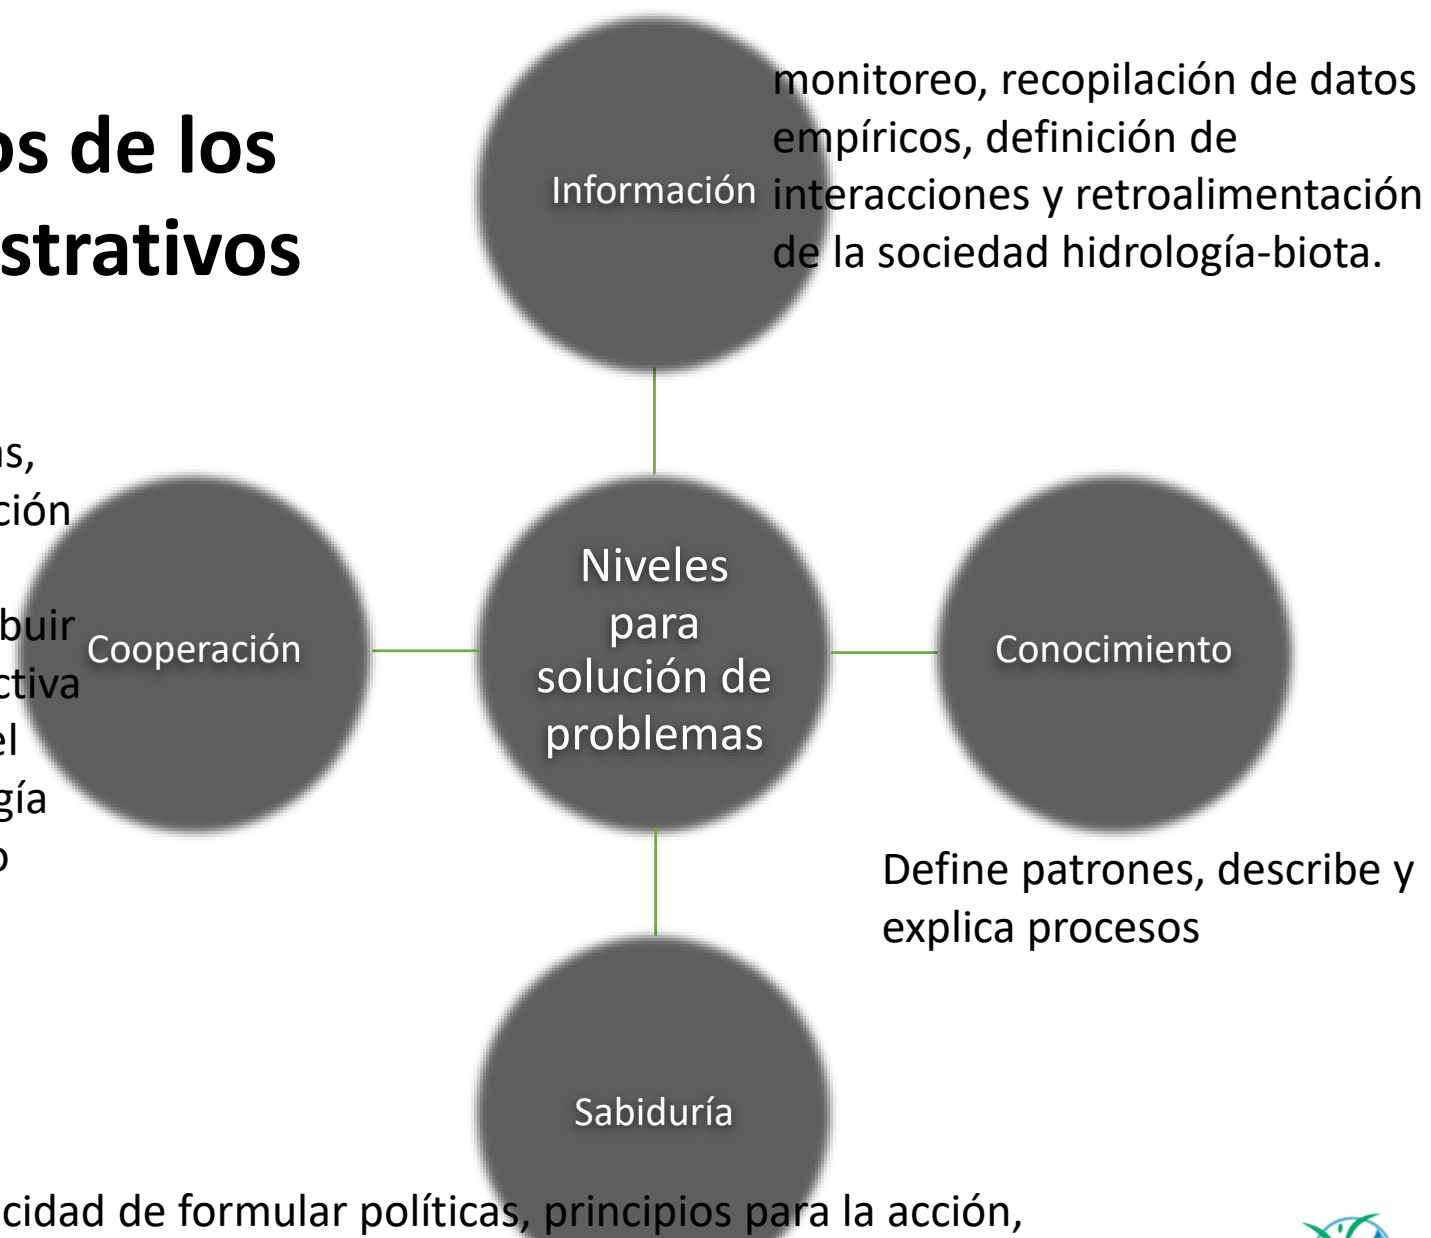 os de los
strativos
Información
monitoreo, recopilación de datos
empíricos, definición de
interacciones y retroalimentación
de la sociedad hidrología-biota.
as,
ción
buir
ctiva
el
gía
o
Cooperación
Niveles
para
solución de
problemas
Conocimiento
Define patrones, describe y
explica procesos
Sabiduría
cidad de formular políticas, principios para la acción,